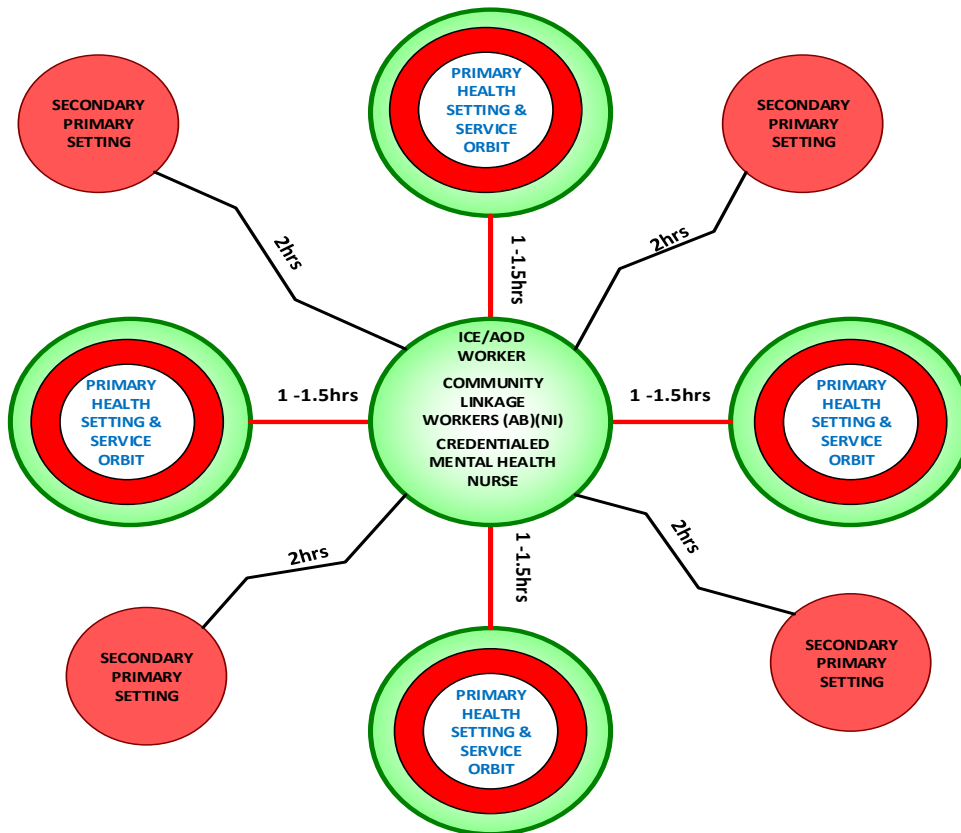 PRIMARY
HEALTH
SETTING &
SERVICE
ORBIT
SECONDARY
PRIMARY
SETTING
SECONDARY
PRIMARY
SETTING
2hrs
1 -1.5hrs
2hrs
ICE/AOD
WORKER
COMMUNITY
LINKAGE
WORKERS (AB)(NI)
CREDENTIALED
MENTAL HEALTH
NURSE
PRIMARY
HEALTH
SETTING &
SERVICE
ORBIT
1 -1.5hrs
1 -1.5hrs
PRIMARY
HEALTH
SETTING &
SERVICE
ORBIT
2hrs
1 -1.5hrs
2hrs
SECONDARY
PRIMARY
SETTING
SECONDARY
PRIMARY
SETTING
PRIMARY
HEALTH
SETTING &
SERVICE
ORBIT